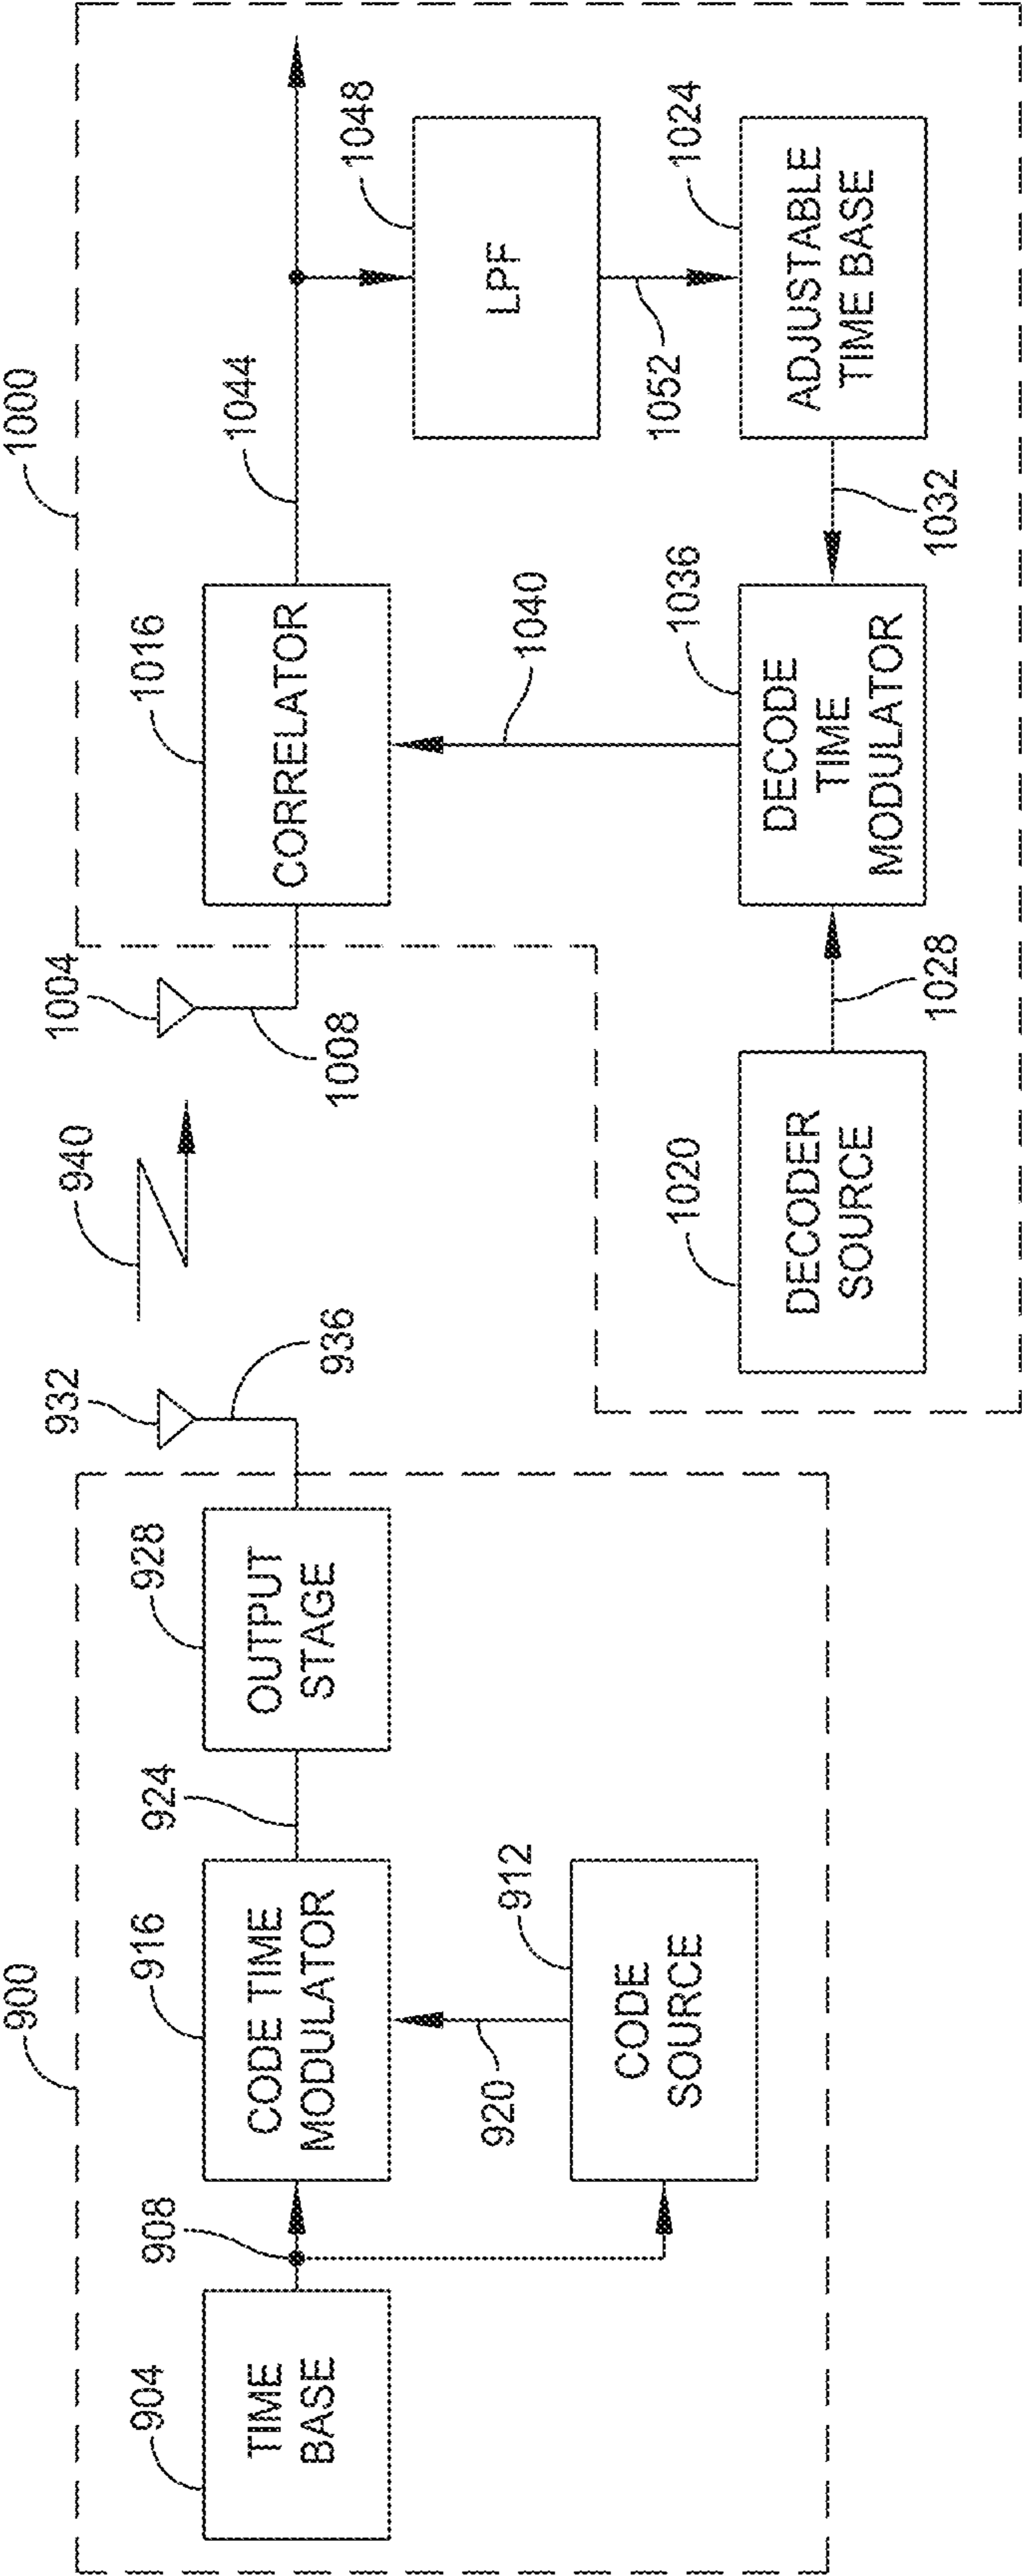 900
904
TIME
BASE
908
916
CODE TIME
MODULATOR
920
912
CODE
SOURCE
924
928
OUTPUT
STAGE
932
936
940
1000
1004
1008
1016
CORRELATOR
1044
1048
LPF
1052
1024
ADJUSTABLE
TIME BASE
1032
1036
DECODE
TIME
MODULATOR
1040
1028
1020
DECODER
SOURCE